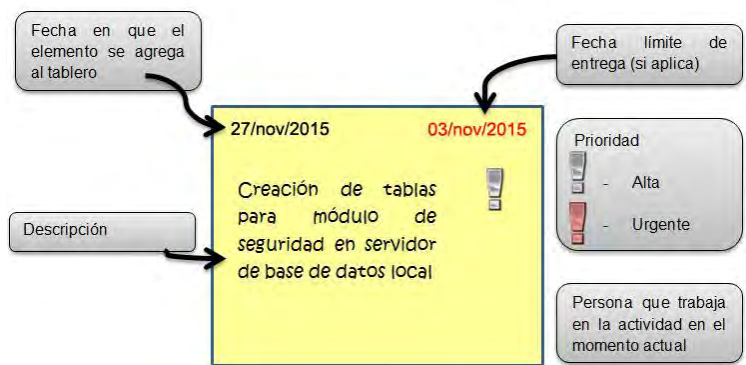 Fecha en que el
elemento se agrega
al tablero
Fecha límite de
entrega (si aplica)
27/nov/2015
03/nov/2015
Prioridad
- Alta
- Urgente
Creación de tablas
para módulo de
seguridad en servidor
de base de datos local
Descripción
Persona que trabaja
en la actividad en el
momento actual